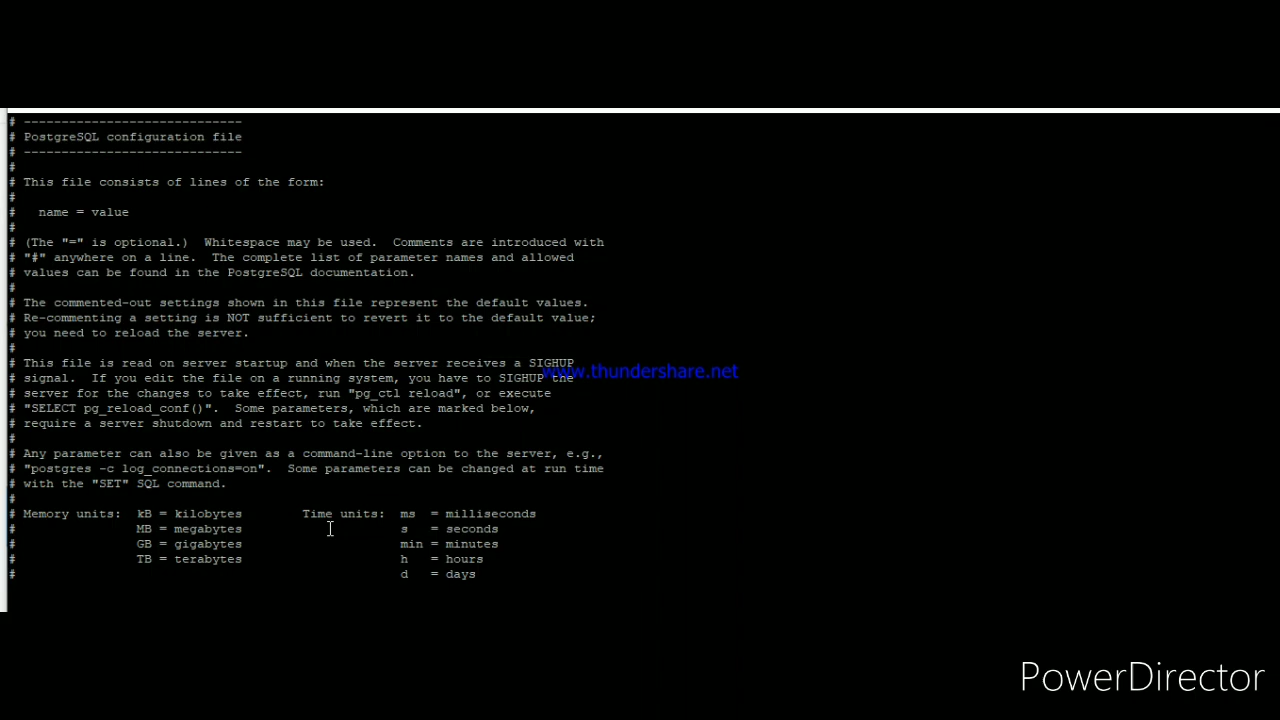 # -----------------------------
# PostgreSQL configuration file
# -----------------------------
#
# This file consists of lines of the form:
#
#   name = value
#
# (The "=" is optional.)  Whitespace may be used.  Comments are introduced with
# "#" anywhere on a line.  The complete list of parameter names and allowed
# values can be found in the PostgreSQL documentation.
#
# The commented-out settings shown in this file represent the default values.
# Re-commenting a setting is NOT sufficient to revert it to the default value;
# you need to reload the server.
#
# This file is read on server startup and when the server receives a SIGHUP
www.thundershare.net
# signal.  If you edit the file on a running system, you have to SIGHUP the
# server for the changes to take effect, run "pg_ctl reload", or execute
# "SELECT pg_reload_conf()".  Some parameters, which are marked below,
# require a server shutdown and restart to take effect.
#
# Any parameter can also be given as a command-line option to the server, e.g.,
# "postgres -c log_connections=on".  Some parameters can be changed at run time
# with the "SET" SQL command.
#
# Memory units:  kB = kilobytes        Time units:  ms  = milliseconds
#                MB = megabytes                     s   = seconds
#                GB = gigabytes                     min = minutes
#                TB = terabytes                     h   = hours
#                                                   d   = days
PowerDirector